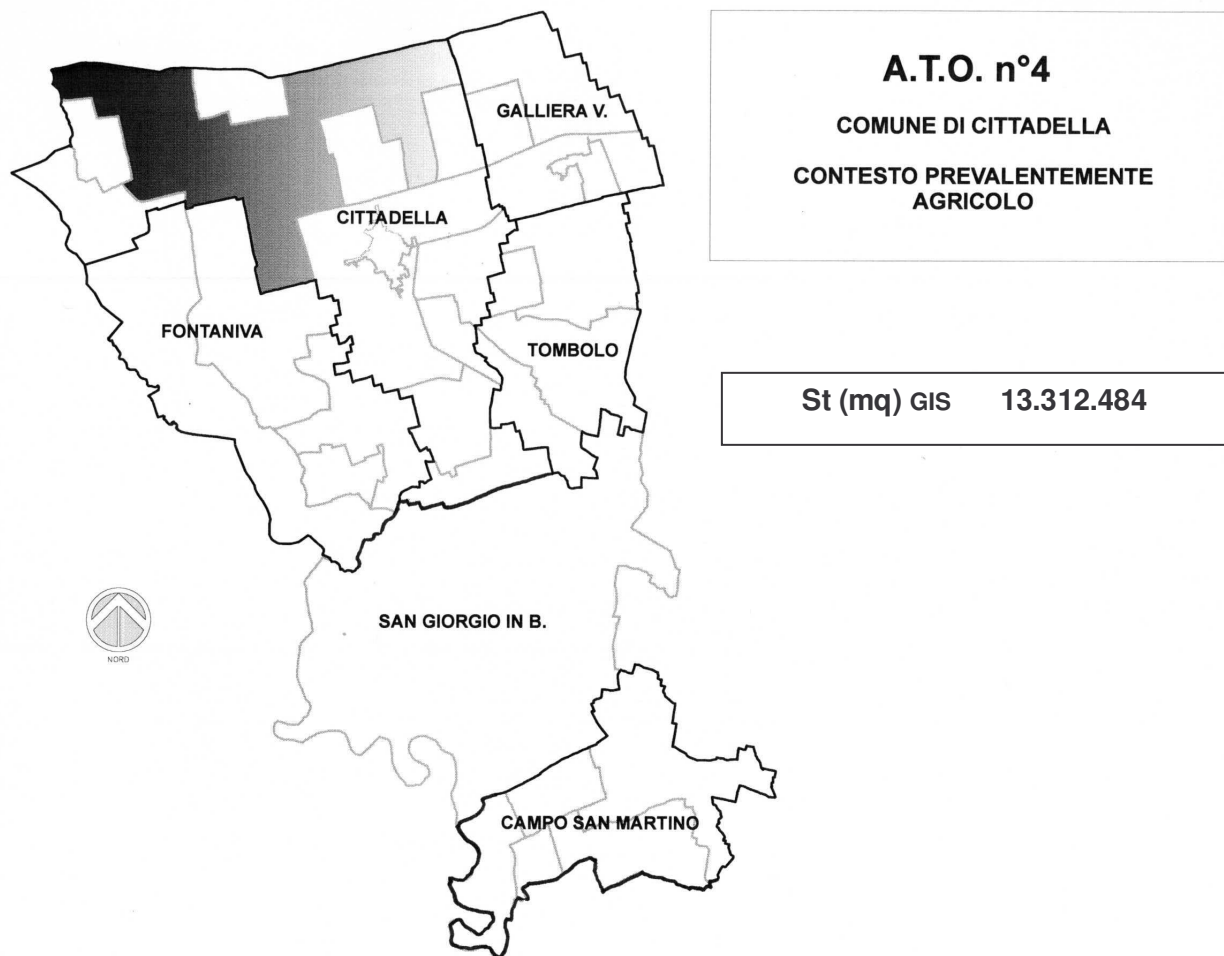 A.T.O. n°4
COMUNE DI CITTADELLA
CONTESTO PREVALENTEMENTE
AGRICOLO
St (mq) GIS 13.312.484
GALLIERA V.
CITTADELLA
FONTANIVA
TOMBOLO
SAN GIORGIO IN B.
NORD
CAMPO SAN MARTINO